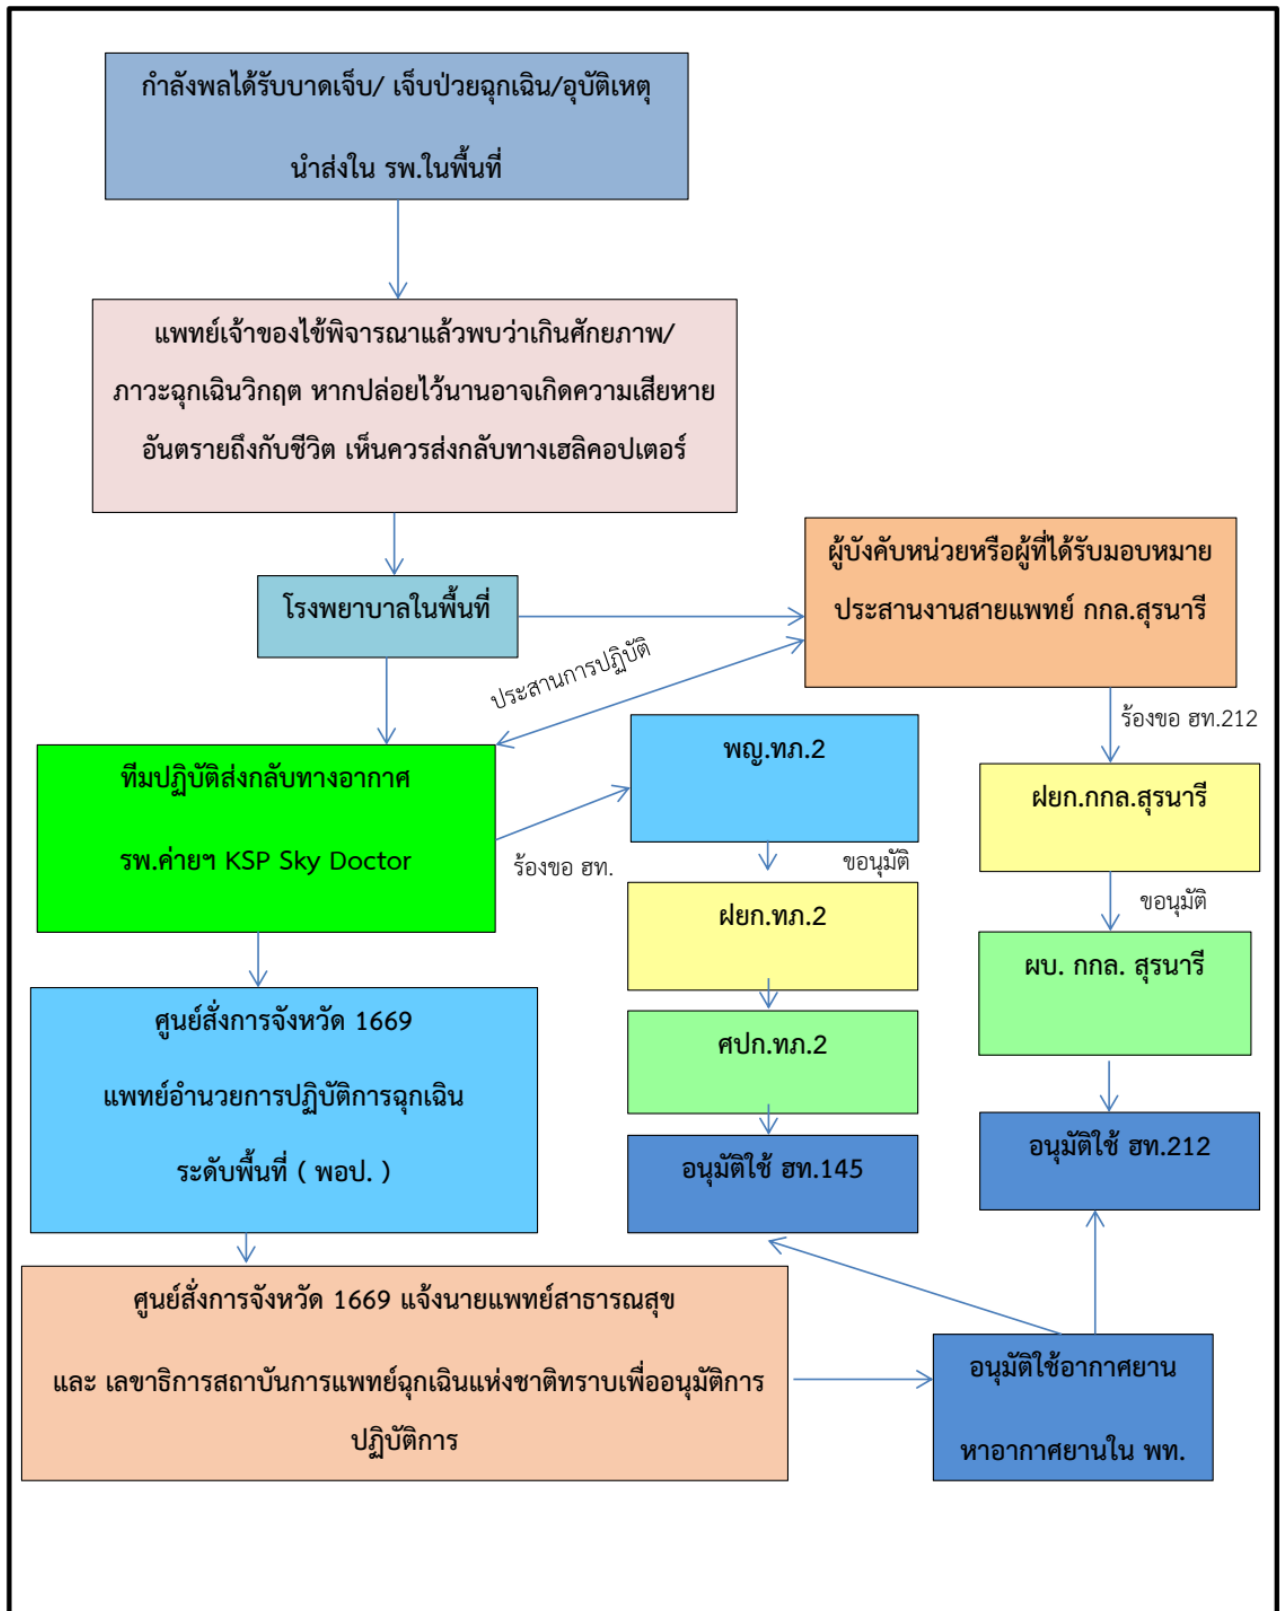 กำลังพลได้รับบาดเจ็บ/ เจ็บป่วยฉุกเฉิน/อุบัติเหตุ
นำส่งใน รพ.ในพื้นที่
แพทย์เจ้าของไข้พิจารณาแล้วพบว่าเกินศักยภาพ/
ภาวะฉุกเฉินวิกฤต หากปล่อยไว้นานอาจเกิดความเสียหาย
อันตรายถึงกับชีวิต เห็นควรส่งกลับทางเฮลิคอปเตอร์
โรงพยาบาลในพื้นที่
ผู้บังคับหน่วยหรือผู้ที่ได้รับมอบหมาย
ประสานงานสายแพทย์ กกล.สุรนารี
ประสานการปฏิบัติ
ร้องขอ ฮท.212
ทีมปฏิบัติส่งกลับทางอากาศ
รพ.ค่ายฯ KSP Sky Doctor
ร้องขอ ฮท.
พญ.ทภ.2
ขอนุมัติ
ฝยก.ทภ.2
ศปก.ทภ.2
อนุมัติใช้ ฮท.145
ฝยก.กกล.สุรนารี
ขอนุมัติ
ผบ. กกล. สุรนารี
อนุมัติใช้ ฮท.212
ศูนย์สั่งการจังหวัด 1669
แพทย์อำนวยการปฏิบัติการฉุกเฉิน
ระดับพื้นที่ ( พอป. )
ศูนย์สั่งการจังหวัด 1669 แจ้งนายแพทย์สาธารณสุข
และ เลขาธิการสถาบันการแพทย์ฉุกเฉินแห่งชาติทราบเพื่ออนุมัติการ
ปฏิบัติการ
อนุมัติใช้อากาศยาน
หาอากาศยานใน พท.